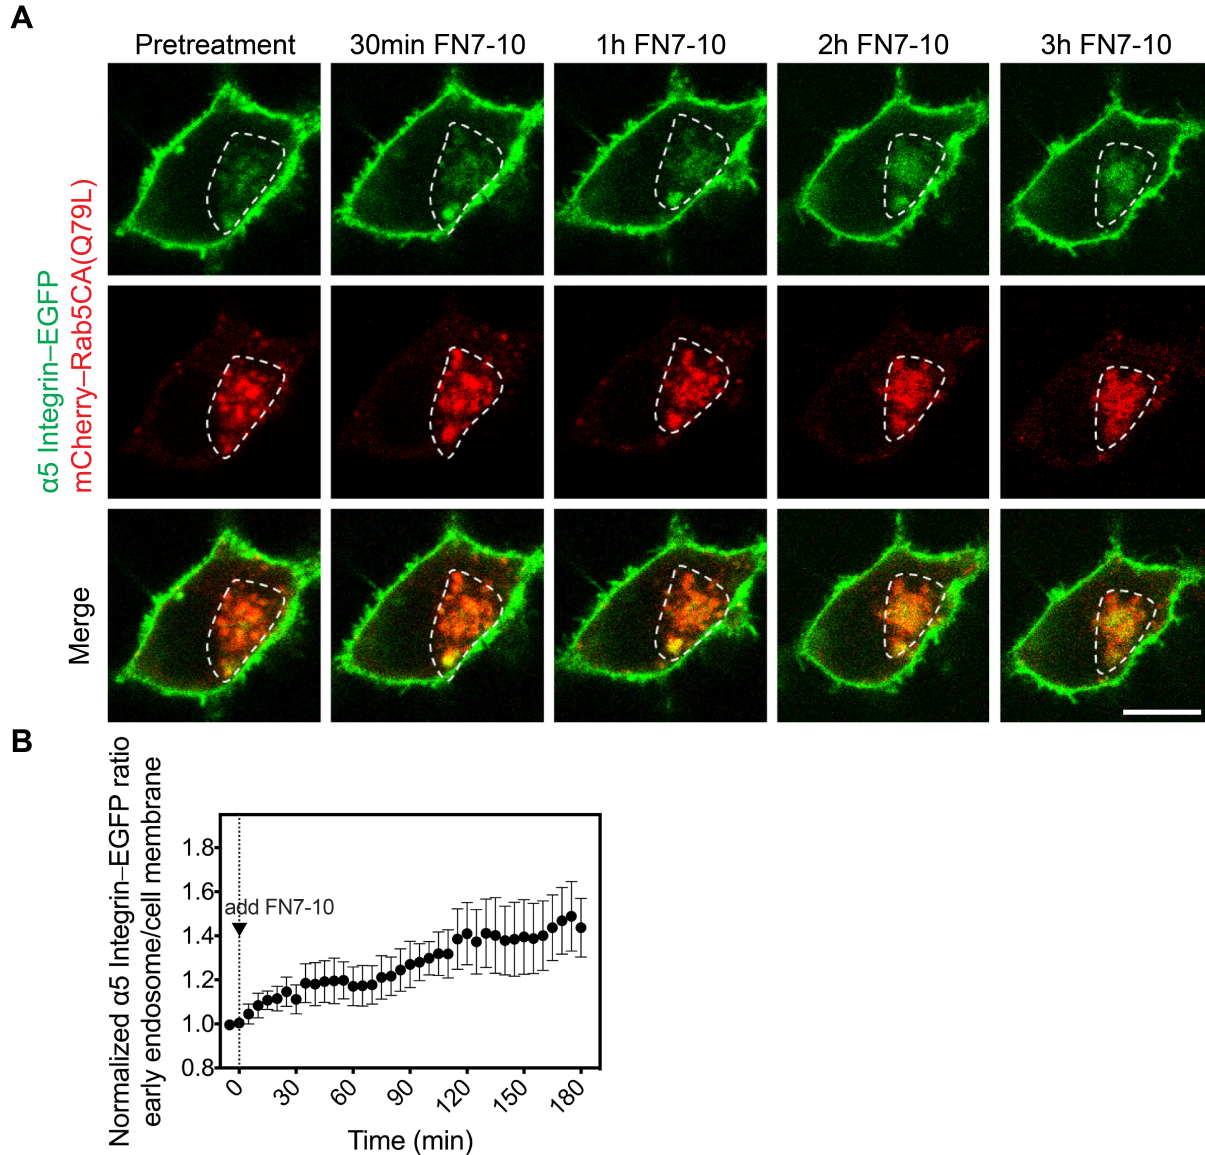 A
Pretreatment
30min FN7-10
1h FN7-10
2h FN7-10
3h FN7-10
α5 Integrin–EGFP
mCherry–Rab5CA(Q79L)
Merge
B
Normalized α5 Integrin–EGFP ratio
early endosome/cell membrane
1.8
1.6
1.4
1.2
1.0
0.8
add FN7-10
0
30
60
90
120
150
180
Time (min)